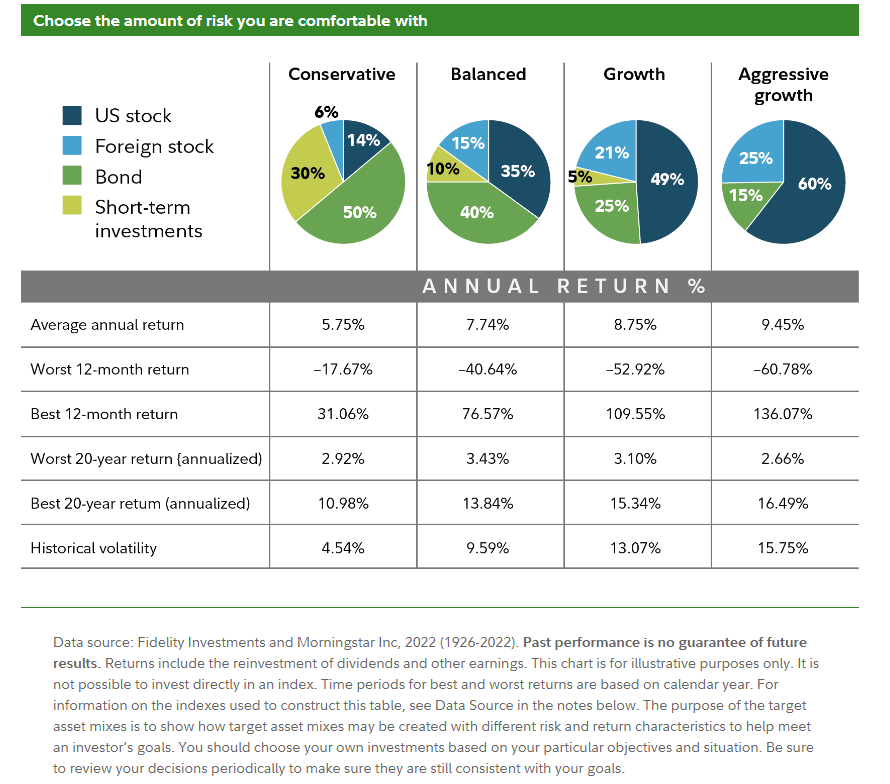 Choose the amount of risk you are comfortable with
Conservative
Balanced
Growth
Aggressive
growth
US stock
Foreign stock
Bond
Short-term
investments
6%
14%
30%
50%
15%
35%
10%
40%
21%
49%
5%
25%
25%
60%
15%
ANNUAL RETURN %
Average annual return 5.75% 7.74% 8.75% 9.45%
Worst 12-month return –17.67% –40.64% –52.92% –60.78%
Best 12-month return 31.06% 76.57% 109.55% 136.07%
Worst 20-year return {annualized) 2.92% 3.43% 3.10% 2.66%
Best 20-year retum (annualized) 10.98% 13.84% 15.34% 16.49%
Historical volatility 4.54% 9.59% 13.07% 15.75%
Data source: Fidelity Investments and Morningstar Inc, 2022 (1926-2022). Past performance is no guarantee of future
results. Returns include the reinvestment of dividends and other earnings. This chart is for illustrative purposes only. It is
not possible to invest directly in an index. Time periods for best and worst returns are based on calendar year. For
information on the indexes used to construct this table, see Data Source in the notes below. The purpose of the target
asset mixes is to show how target asset mixes may be created with different risk and return characteristics to help meet
an investor’s goals. You should choose your own investments based on your particular objectives and situation. Be sure
to review your decisions periodically to make sure they are still consistent with your goals.